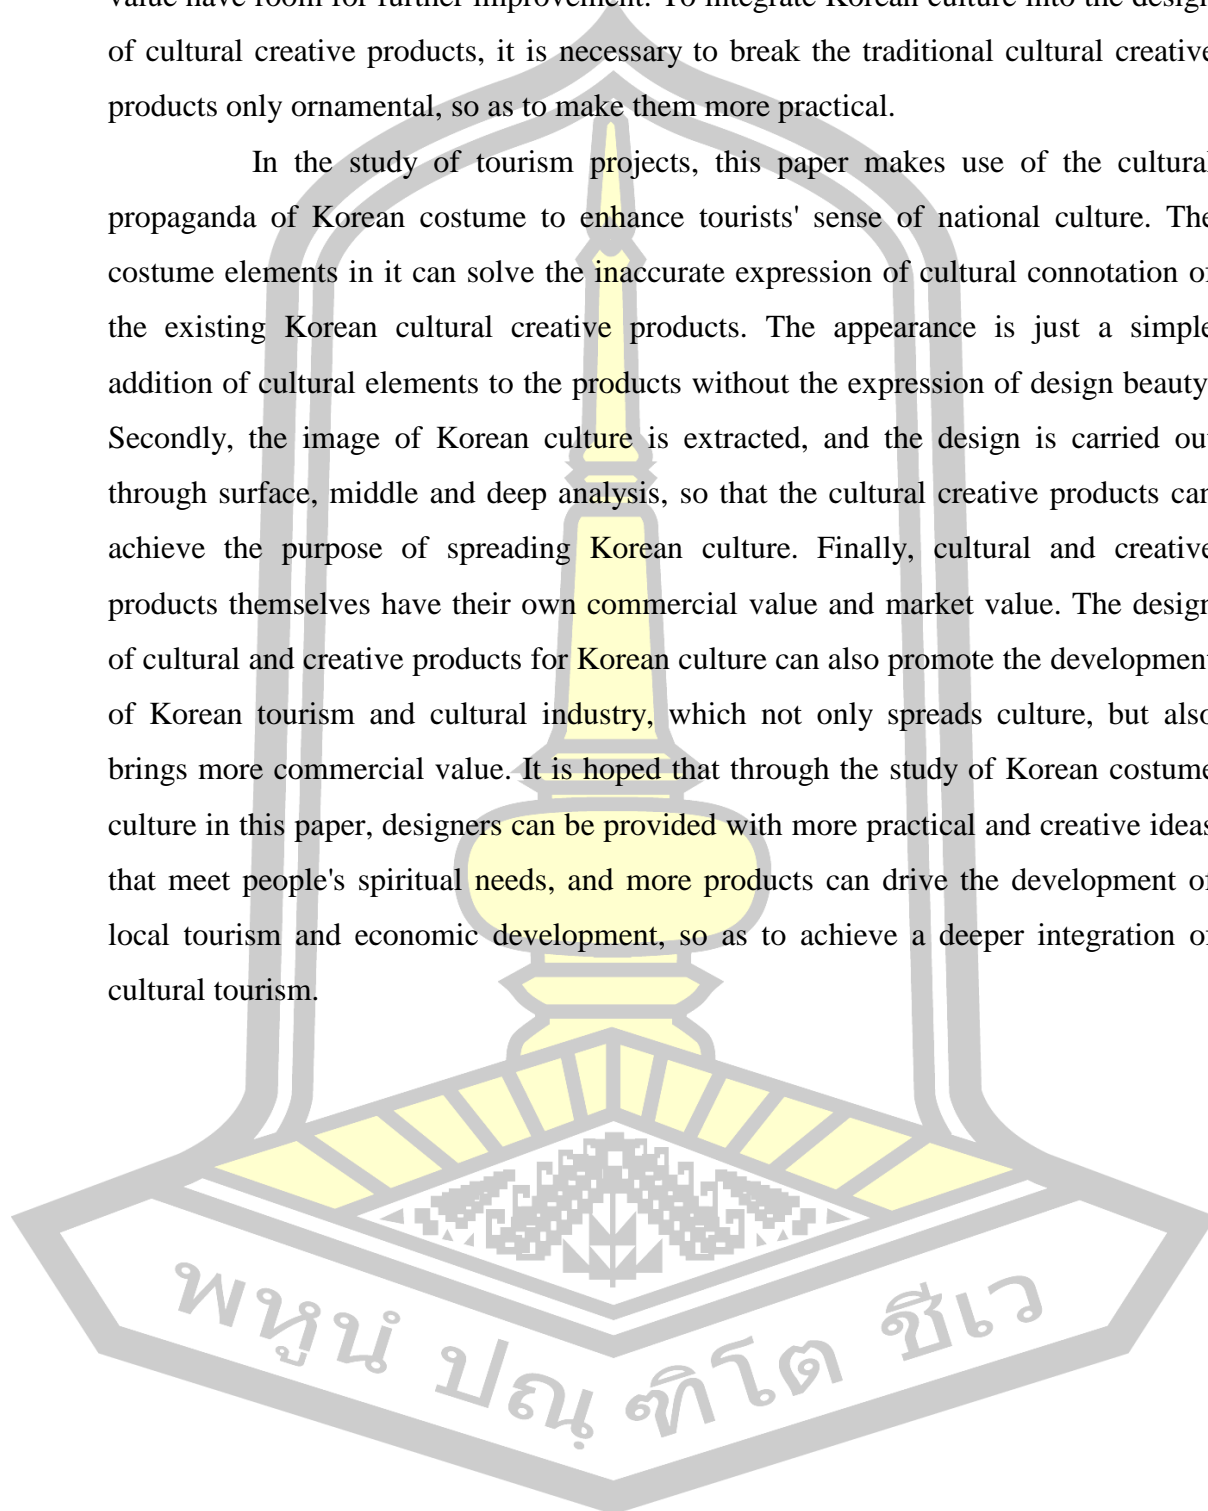 value have room for further improvement. To integrate Korean culture into the design
of cultural creative products, it is necessary to break the traditional cultural creative
products only ornamental, so as to make them more practical.
In the study of tourism projects, this paper makes use of the cultural
propaganda of Korean costume to enhance tourists' sense of national culture. The
costume elements in it can solve the inaccurate expression of cultural connotation of
the existing Korean cultural creative products. The appearance is just a simple
addition of cultural elements to the products without the expression of design beauty
Secondly, the image of Korean culture is extracted, and the design is carried out
through surface, middle and deep analysis, so that the cultural creative products can
achieve the purpose of spreading Korean culture. Finally, cultural and creative
products themselves have their own commercial value and market value. The design
of cultural and creative products for Korean culture can also promote the development
of Korean tourism and cultural industry, which not only spreads culture, but also
brings more commercial value. It is hoped that through the study of Korean costume
culture in this paper, designers can be provided with more practical and creative ideas
that meet people's spiritual needs, and more products can drive the development of
local tourism and economic development, so as to achieve a deeper integration of
cultural tourism.
พหูนํ ปณฺฑิโต ชีเว